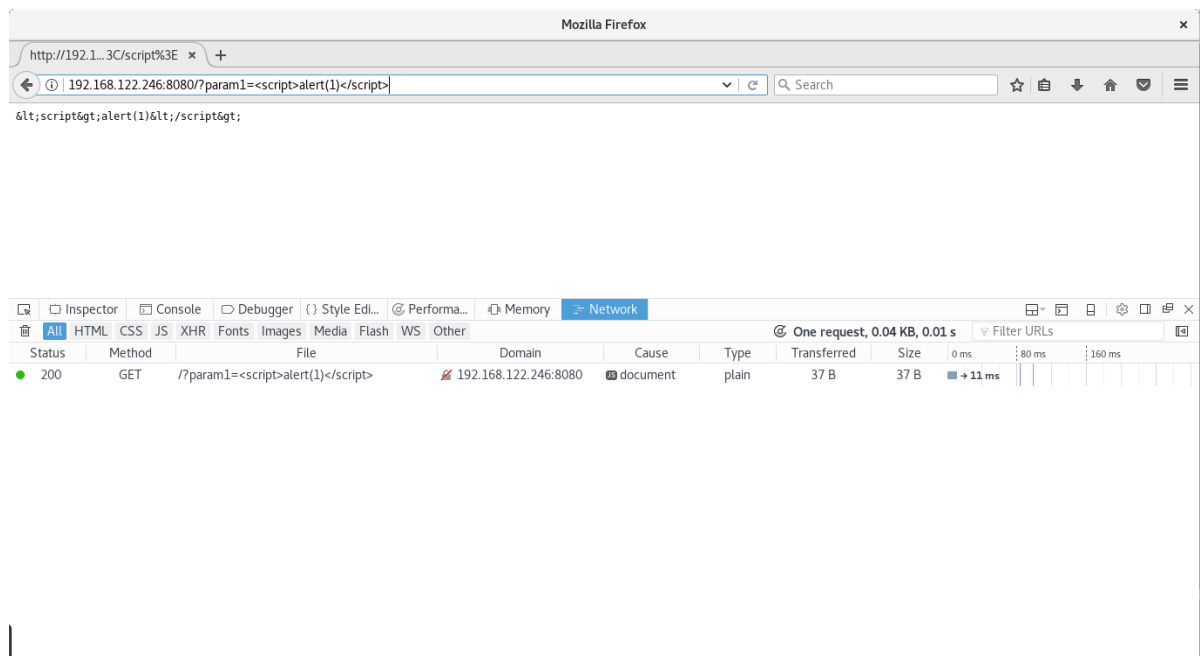 Mozilla Firefox ×
http://192.1... 3C/script%3E × +
192.168.122.246:8080/?param1=<script>alert(1)</script> Search
&lt;script&gt;alert(1)&lt;/script&gt;
Inspector Console Debugger {} Style Edi... Performa... Memory Network
All HTML CSS JS XHR Fonts Images Media Flash WS Other One request, 0.04 KB, 0.01 s Filter URLs
Status Method File Domain Cause Type Transferred Size 0 ms 80 ms 160 ms
200 GET /?param1=<script>alert(1)</script> 192.168.122.246:8080 JS document plain 37 B 37 B → 11 ms